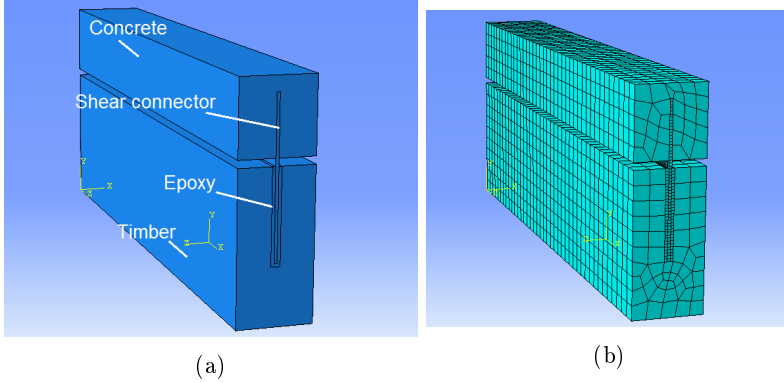 Concrete
Shear connector
Epoxy
Timber
Y
X
Z
Y
Z
X
Y
X
Z
Y
Z
X
(a)
(b)